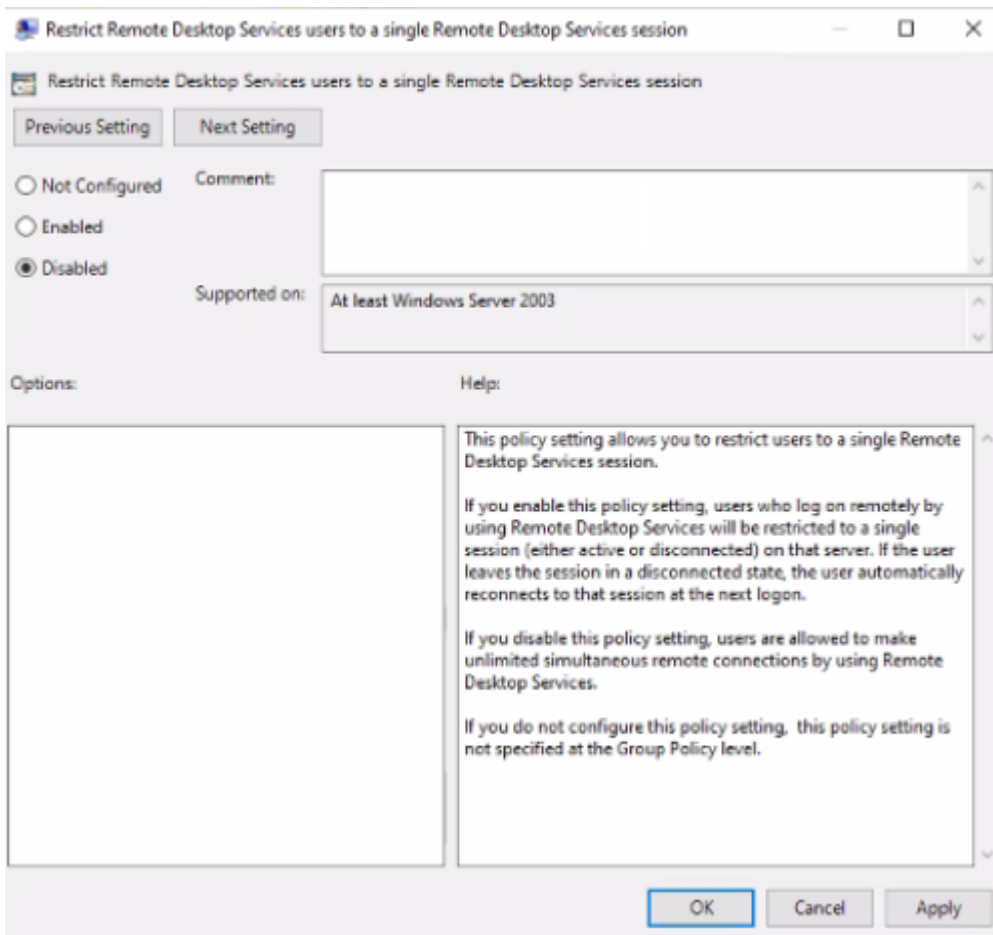 Restrict Remote Desktop Services users to a single Remote Desktop Services session
Restrict Remote Desktop Services users to a single Remote Desktop Services session
Previous Setting
Next Setting
Not Configured
Comment:
Enabled
Disabled
Supported on:
At least Windows Server 2003
Options:
Help:
This policy setting allows you to restrict users to a single Remote
Desktop Services session.
If you enable this policy setting, users who log on remotely by
using Remote Desktop Services will be restricted to a single
session (either active or disconnected) on that server. If the user
leaves the session in a disconnected state, the user automatically
reconnects to that session at the next logon.
If you disable this policy setting, users are allowed to make
unlimited simultaneous remote connections by using Remote
Desktop Services.
If you do not configure this policy setting, this policy setting is
not specified at the Group Policy level.
OK
Cancel
Apply